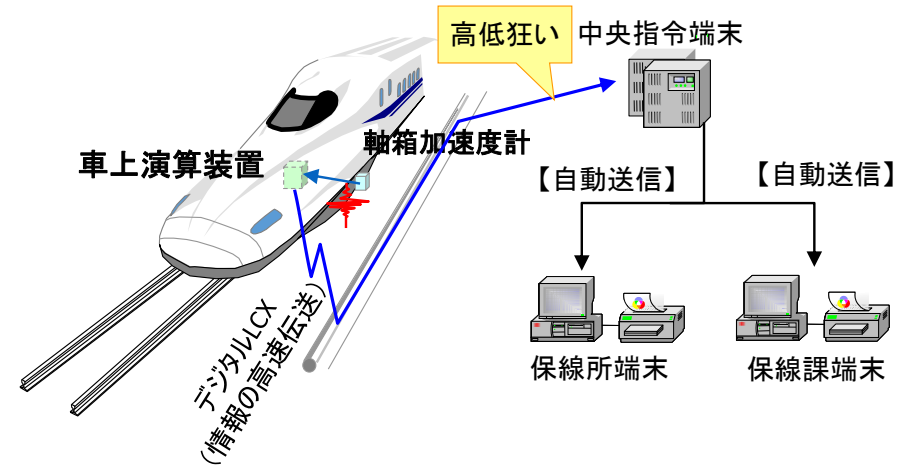 高低狂い
中央指令端末
軸箱加速度計
車上演算装置
【自動送信】
【自動送信】
デジタルLCX
（情報の高速伝送）
保線所端末
保線課端末